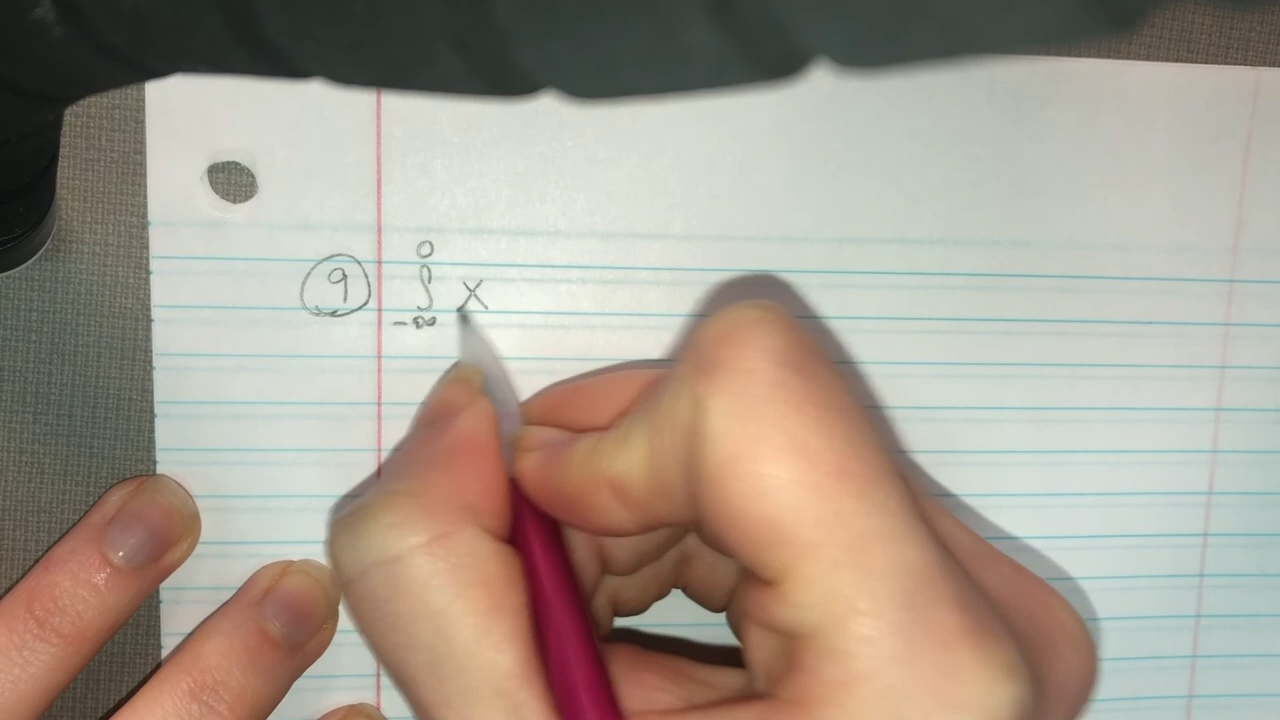 ⑨ ∫_{-∞}^{0} x